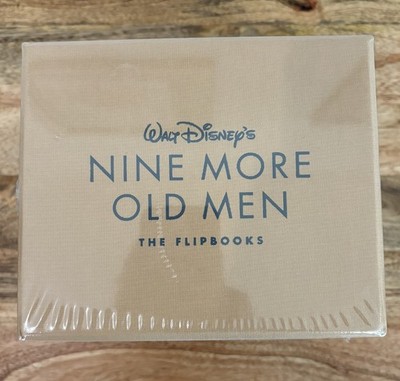 Walt Disney's
NINE MORE
OLD MEN
THE FLIPBOOKS